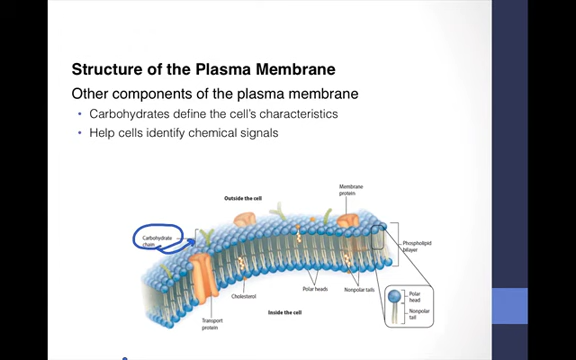 Structure of the Plasma Membrane
Other components of the plasma membrane
• Carbohydrates define the cell's characteristics
• Help cells identify chemical signals
Outside the cell
Membrane
protein
Carbohydrate
chain
Phospholipid
bilayer
Cholesterol
Polar heads
Nonpolar tails
Inside the cell
Transport
protein
Polar
head
Nonpolar
tail